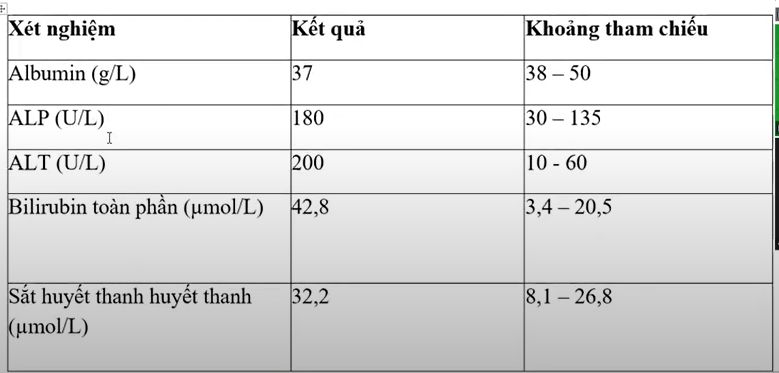 Xét nghiệm Kết quả Khoảng tham chiếu
Albumin (g/L) 37 38 – 50
ALP (U/L) 180 30 – 135
ALT (U/L) 200 10 - 60
Bilirubin toàn phần (µmol/L) 42,8 3,4 – 20,5
Sắt huyết thanh huyết thanh 32,2 8,1 – 26,8
(µmol/L)